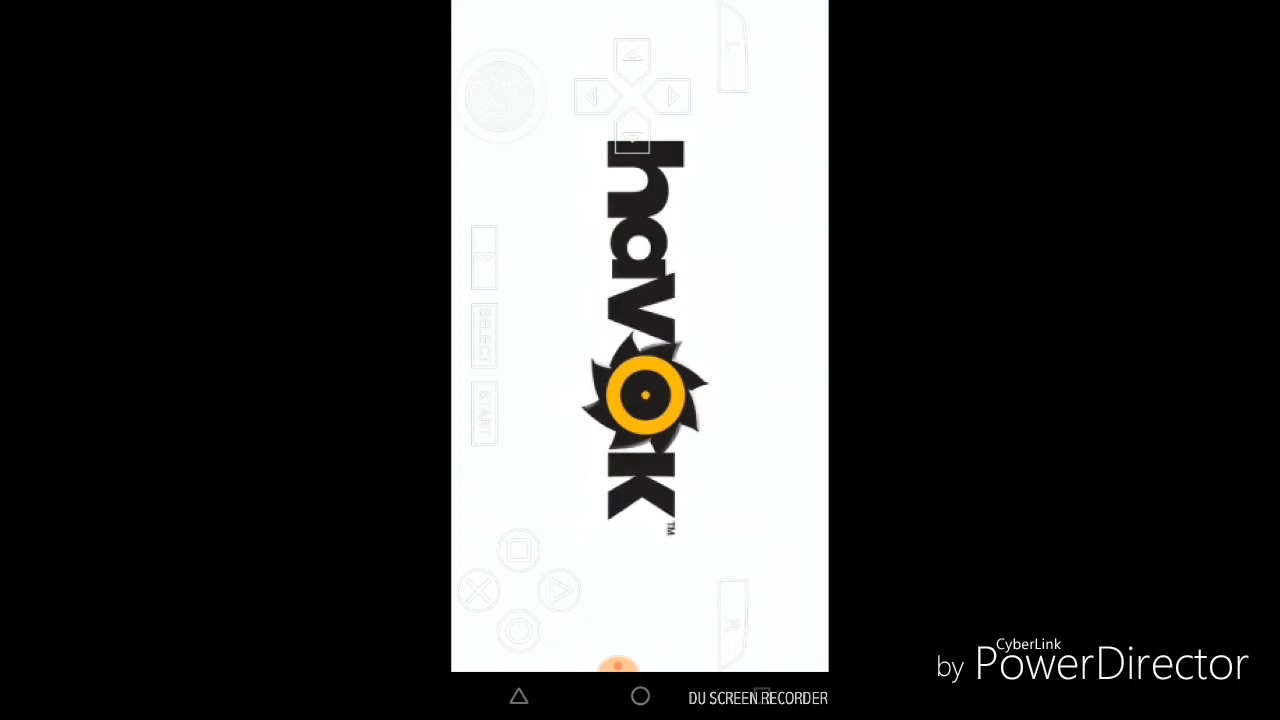 L
havok
TM
SELECT
START
R
DU SCREEN RECORDER
CyberLink
by PowerDirector